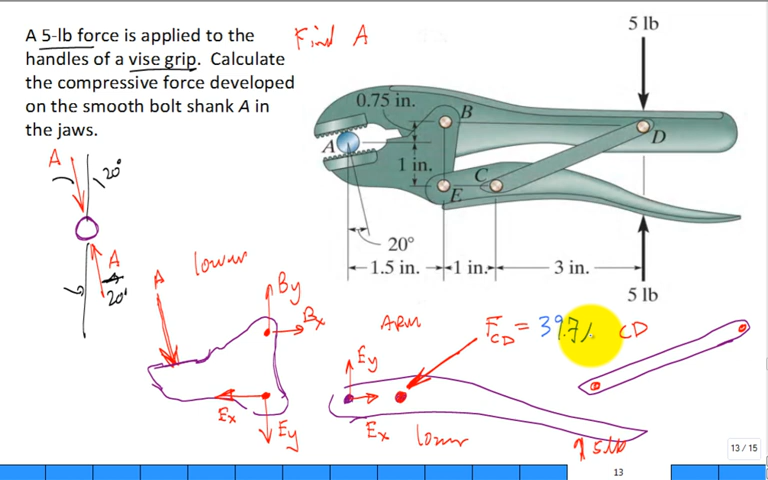 A 5-lb force is applied to the
handles of a vise grip. Calculate
the compressive force developed
on the smooth bolt shank A in
the jaws.
Find A
5 lb
0.75 in.
B
A
D
1 in.
C
E
20°
1.5 in.
1 in.
3 in.
5 lb
A
20°
A
20°
lower
A
By
Bx
Ex
Ey
ARM
Ey
Ex
lower
FCD = 39.71
CD
5 lb
13 / 15
13